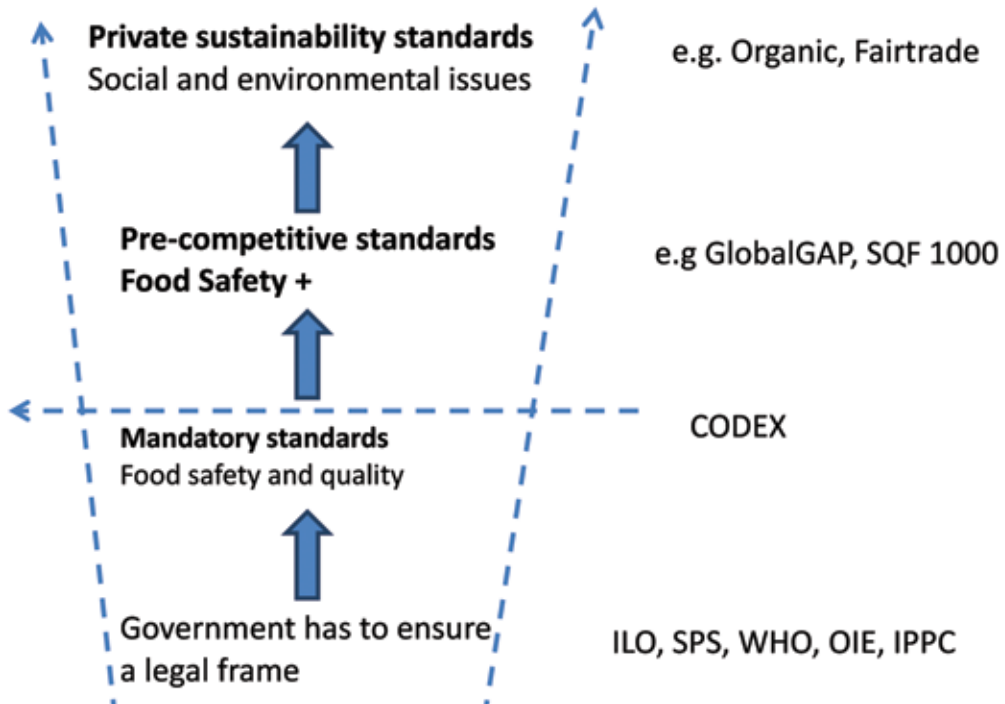 Private sustainability standards
Social and environmental issues
e.g. Organic, Fairtrade
Pre-competitive standards
Food Safety +
e.g GlobalGAP, SQF 1000
Mandatory standards
Food safety and quality
CODEX
Government has to ensure
a legal frame
ILO, SPS, WHO, OIE, IPPC